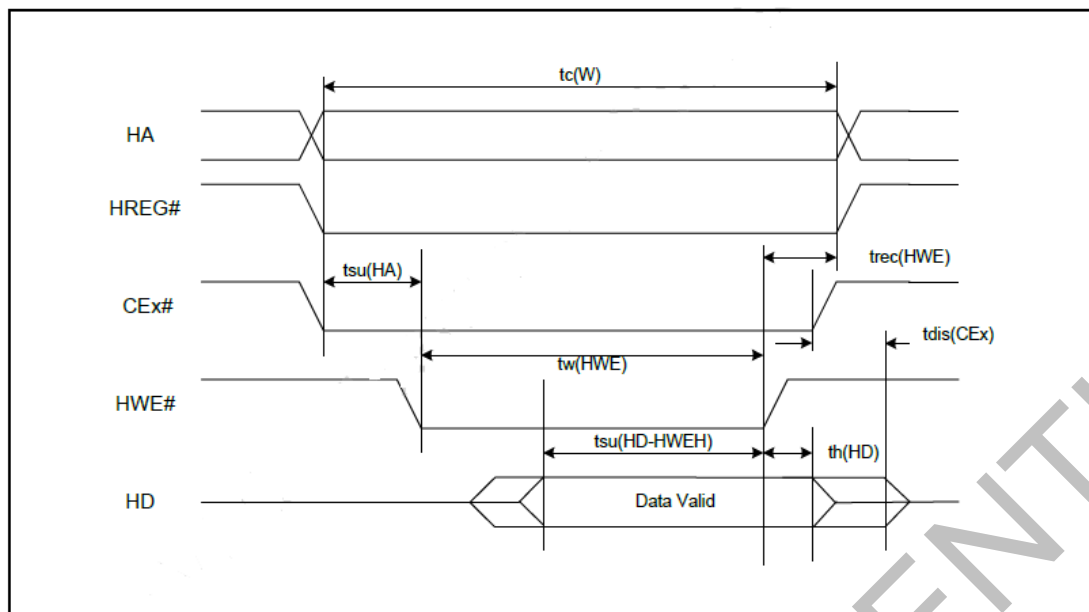 tc(W)
HA
HREG#
trec(HWE)
tsu(HA)
CEx#
tdis(CEx)
tw(HWE)
HWE#
tsu(HD-HWEH)
th(HD)
HD
Data Valid